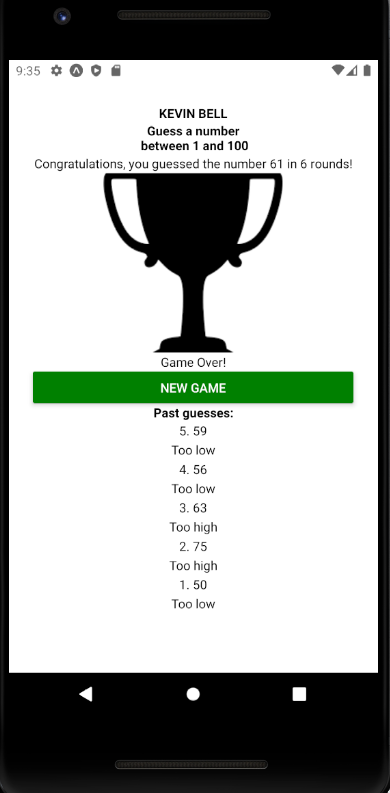 9:35
KEVIN BELL
Guess a number
between 1 and 100
Congratulations, you guessed the number 61 in 6 rounds!
Game Over!
NEW GAME
Past guesses:
5. 59
Too low
4. 56
Too low
3. 63
Too high
2. 75
Too high
1. 50
Too low